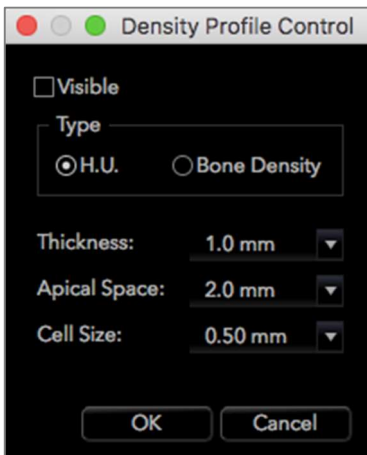 Density Profile Control
Visible
Type
H.U. Bone Density
Thickness: 1.0 mm
Apical Space: 2.0 mm
Cell Size: 0.50 mm
OK Cancel